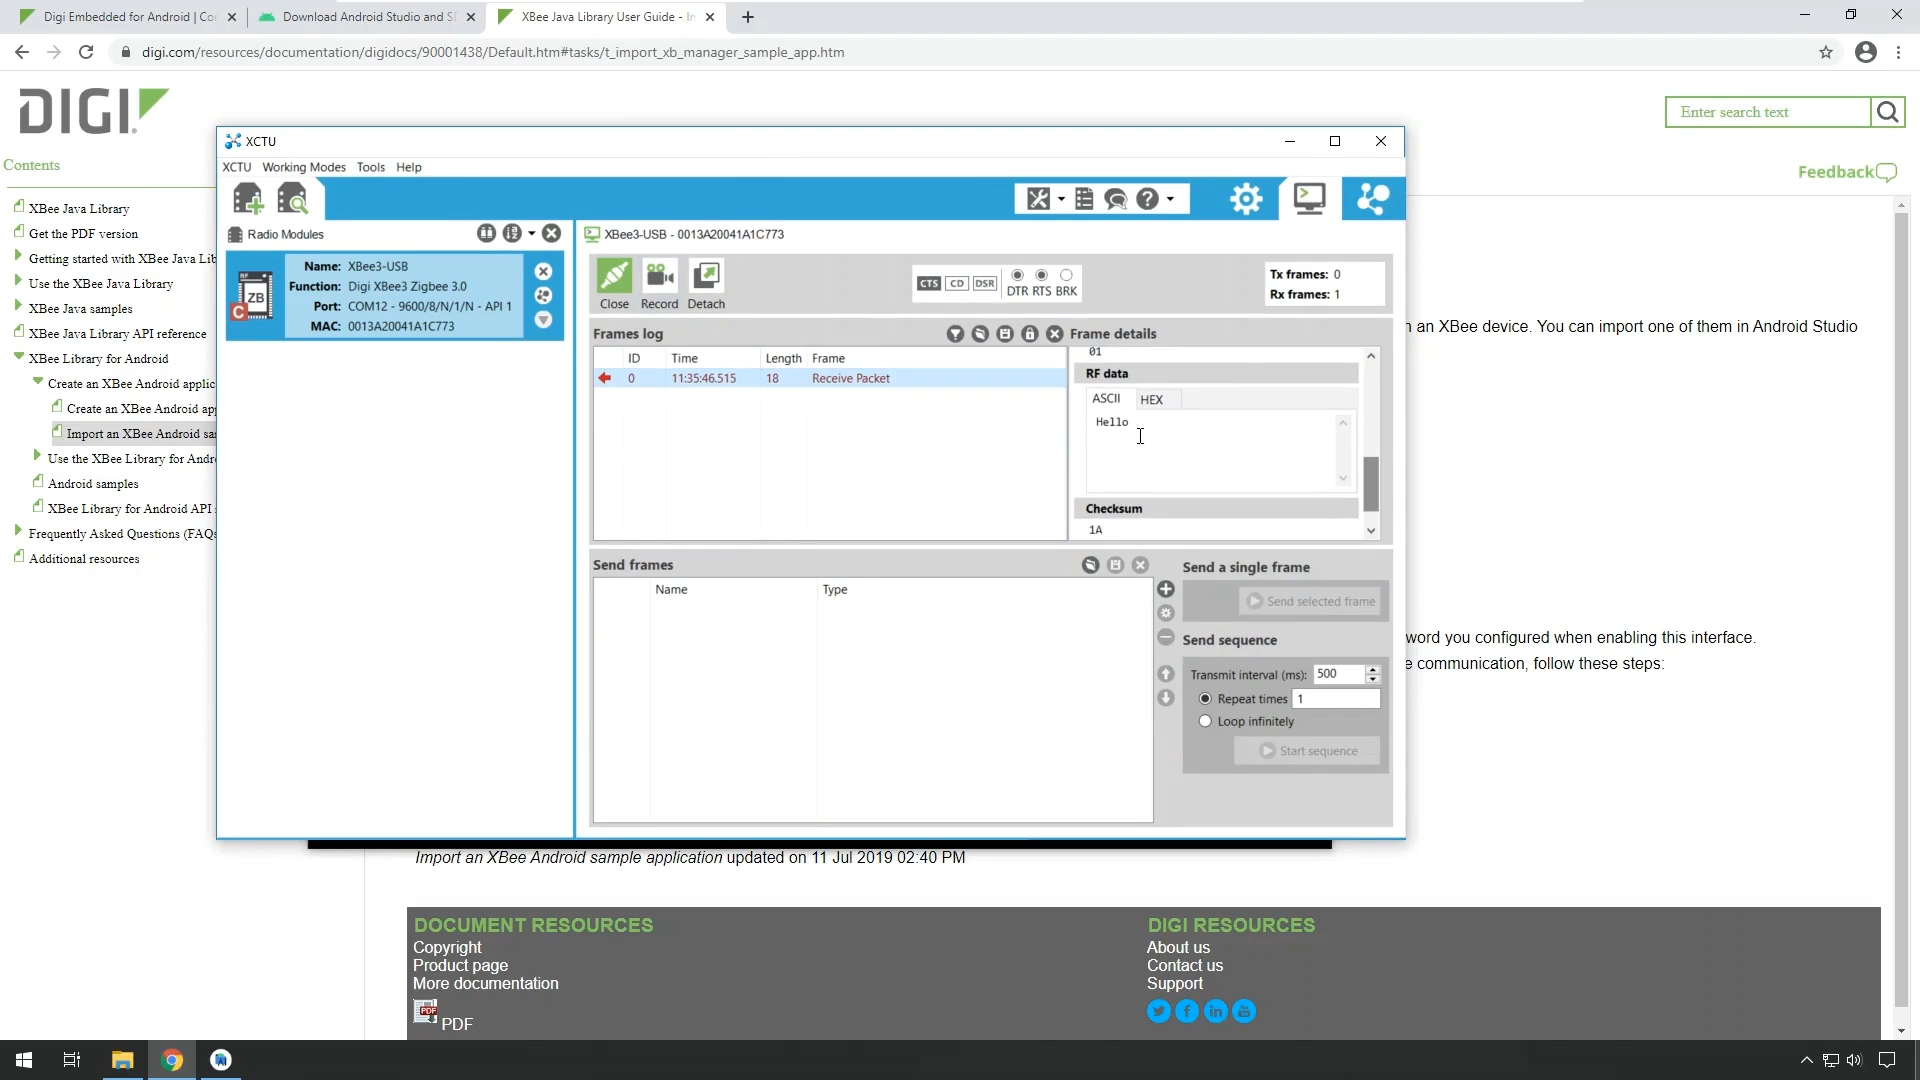 Digi Embedded for Android | Co
Download Android Studio and S
XBee Java Library User Guide - In
digi.com/resources/documentation/digidocs/90001438/Default.htm#tasks/t_import_xb_manager_sample_app.htm
DIGI
Enter search text
Contents
Feedback
XBee Java Library
Get the PDF version
Getting started with XBee Java Lib
Use the XBee Java Library
XBee Java samples
XBee Java Library API reference
XBee Library for Android
Create an XBee Android applic
Create an XBee Android ap
Import an XBee Android sa
Use the XBee Library for Andr
Android samples
XBee Library for Android API
Frequently Asked Questions (FAQs
Additional resources
XCTU
XCTU Working Modes Tools Help
Radio Modules
Name: XBee3-USB
Function: Digi XBee3 Zigbee 3.0
Port: COM12 - 9600/8/N/1/N - API 1
MAC: 0013A20041A1C773
RF
ZB
C
XBee3-USB - 0013A20041A1C773
Close Record Detach
CTS CD DSR
DTR RTS BRK
Tx frames: 0
Rx frames: 1
Frames log
ID Time Length Frame
0 11:35:46.515 18 Receive Packet
Frame details
01
RF data
ASCII HEX
Hello
Checksum
1A
Send frames
Name Type
Send a single frame
Send selected frame
Send sequence
Transmit interval (ms): 500
Repeat times 1
Loop infinitely
Start sequence
n an XBee device. You can import one of them in Android Studio
word you configured when enabling this interface.
e communication, follow these steps:
Import an XBee Android sample application updated on 11 Jul 2019 02:40 PM
DOCUMENT RESOURCES
Copyright
Product page
More documentation
PDF
PDF
DIGI RESOURCES
About us
Contact us
Support